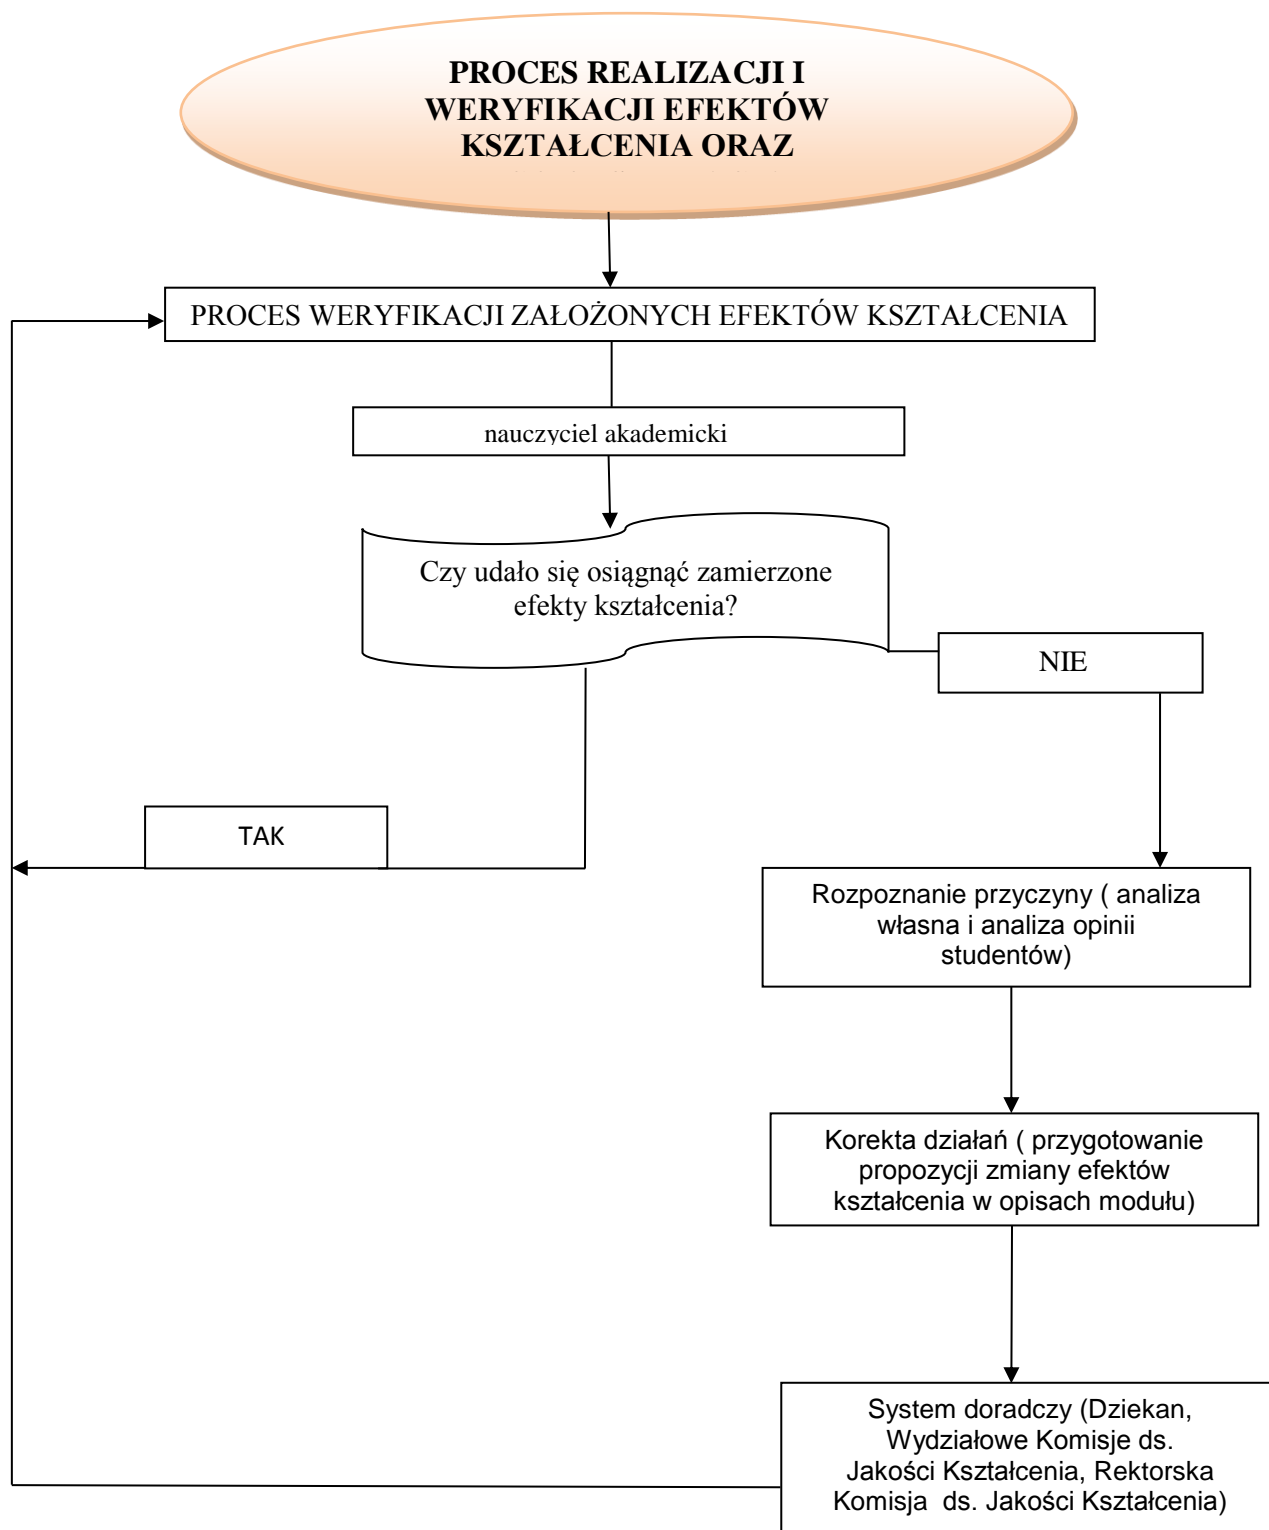 PROCES REALIZACJI I
WERYFIKACJI EFEKTÓW
KSZTAŁCENIA ORAZ
PROCES WERYFIKACJI ZAŁOŻONYCH EFEKTÓW KSZTAŁCENIA
nauczyciel akademicki
Czy udało się osiągnąć zamierzone
efekty kształcenia?
NIE
TAK
Rozpoznanie przyczyny ( analiza
własna i analiza opinii
studentów)
Korekta działań ( przygotowanie
propozycji zmiany efektów
kształcenia w opisach modułu)
System doradczy (Dziekan,
Wydziałowe Komisje ds.
Jakości Kształcenia, Rektorska
Komisja  ds. Jakości Kształcenia)